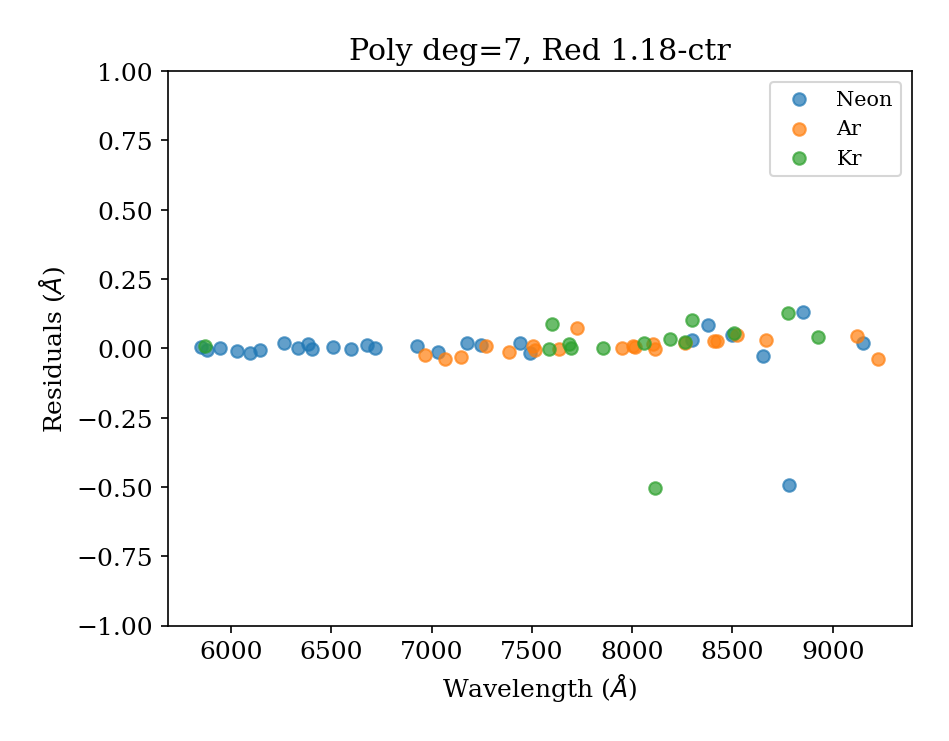 Poly deg=7, Red 1.18-ctr
1.00
0.75
0.50
0.25
0.00
−0.25
−0.50
−0.75
−1.00
Residuals (Å)
Neon
Ar
Kr
6000 6500 7000 7500 8000 8500 9000
Wavelength (Å)